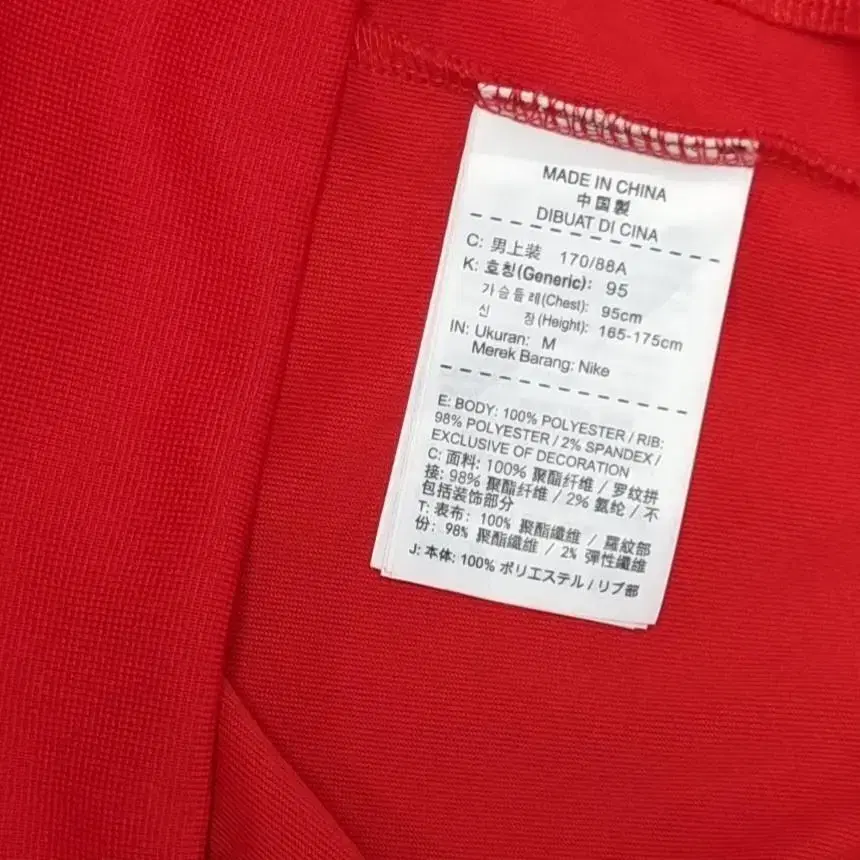 MADE IN CHINA
中国製
DIBUAT DI CINA
C: 男上装 170/88A
K: 호칭(Generic): 95
가슴둘레(Chest): 95cm
신 장(Height): 165-175cm
IN: Ukuran: M
Merek Barang: Nike
E: BODY: 100% POLYESTER / RIB:
98% POLYESTER / 2% SPANDEX /
EXCLUSIVE OF DECORATION
C: 面料: 100% 聚酯纤维 / 罗纹拼
接: 98% 聚酯纤维 / 2% 氨纶 / 不
包括装饰部分
T: 表布: 100% 聚酯纖維 / 羅紋部
份: 98% 聚酯纖維 / 2% 彈性纖維
J: 本体: 100% ポリエステル / リブ部